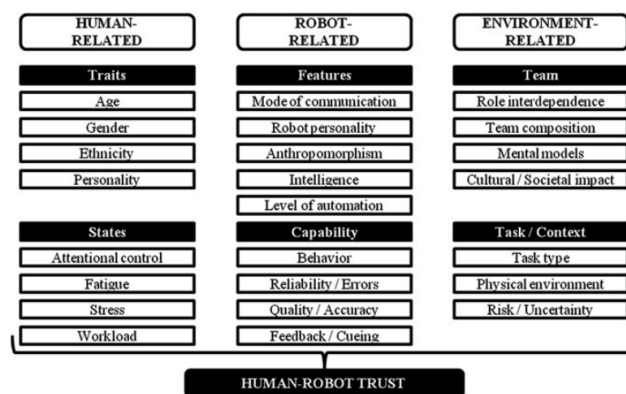 HUMAN-
RELATED
Traits
Age
Gender
Ethnicity
Personality
States
Attentional control
Fatigue
Stress
Workload
ROBOT-
RELATED
Features
Mode of communication
Robot personality
Anthropomorphism
Intelligence
Level of automation
Capability
Behavior
Reliability / Errors
Quality / Accuracy
Feedback / Cueing
ENVIRONMENT-
RELATED
Team
Role interdependence
Team composition
Mental models
Cultural / Societal impact
Task / Context
Task type
Physical environment
Risk / Uncertainty
HUMAN-ROBOT TRUST